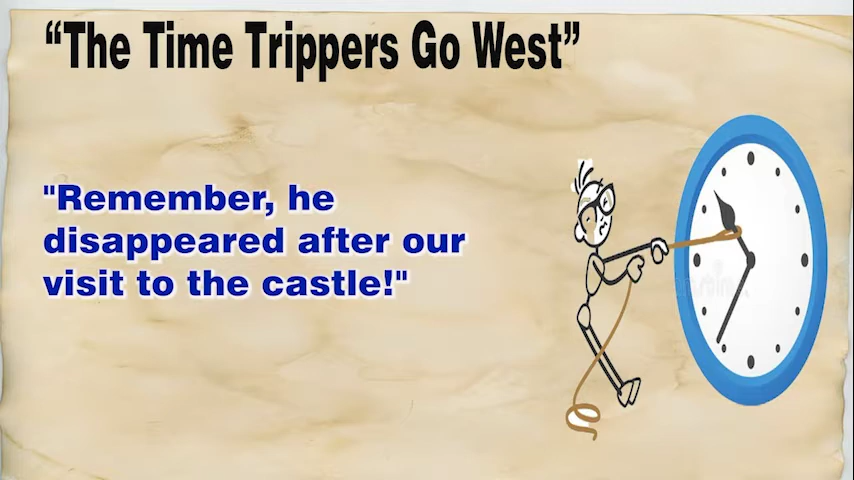 “The Time Trippers Go West”
"Remember, he
disappeared after our
visit to the castle!"